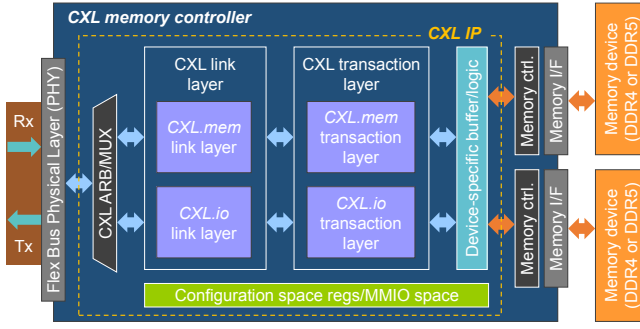 CXL memory controller
CXL IP
Rx
Tx
Flex Bus Physical Layer (PHY)
CXL ARB/MUX
CXL link
layer
CXL.mem
link layer
CXL.io
link layer
CXL transaction
layer
CXL.mem
transaction
layer
CXL.io
transaction
layer
Device-specific buffer/logic
Configuration space regs/MMIO space
Memory ctrl.
Memory I/F
Memory device
(DDR4 or DDR5)
Memory ctrl.
Memory I/F
Memory device
(DDR4 or DDR5)